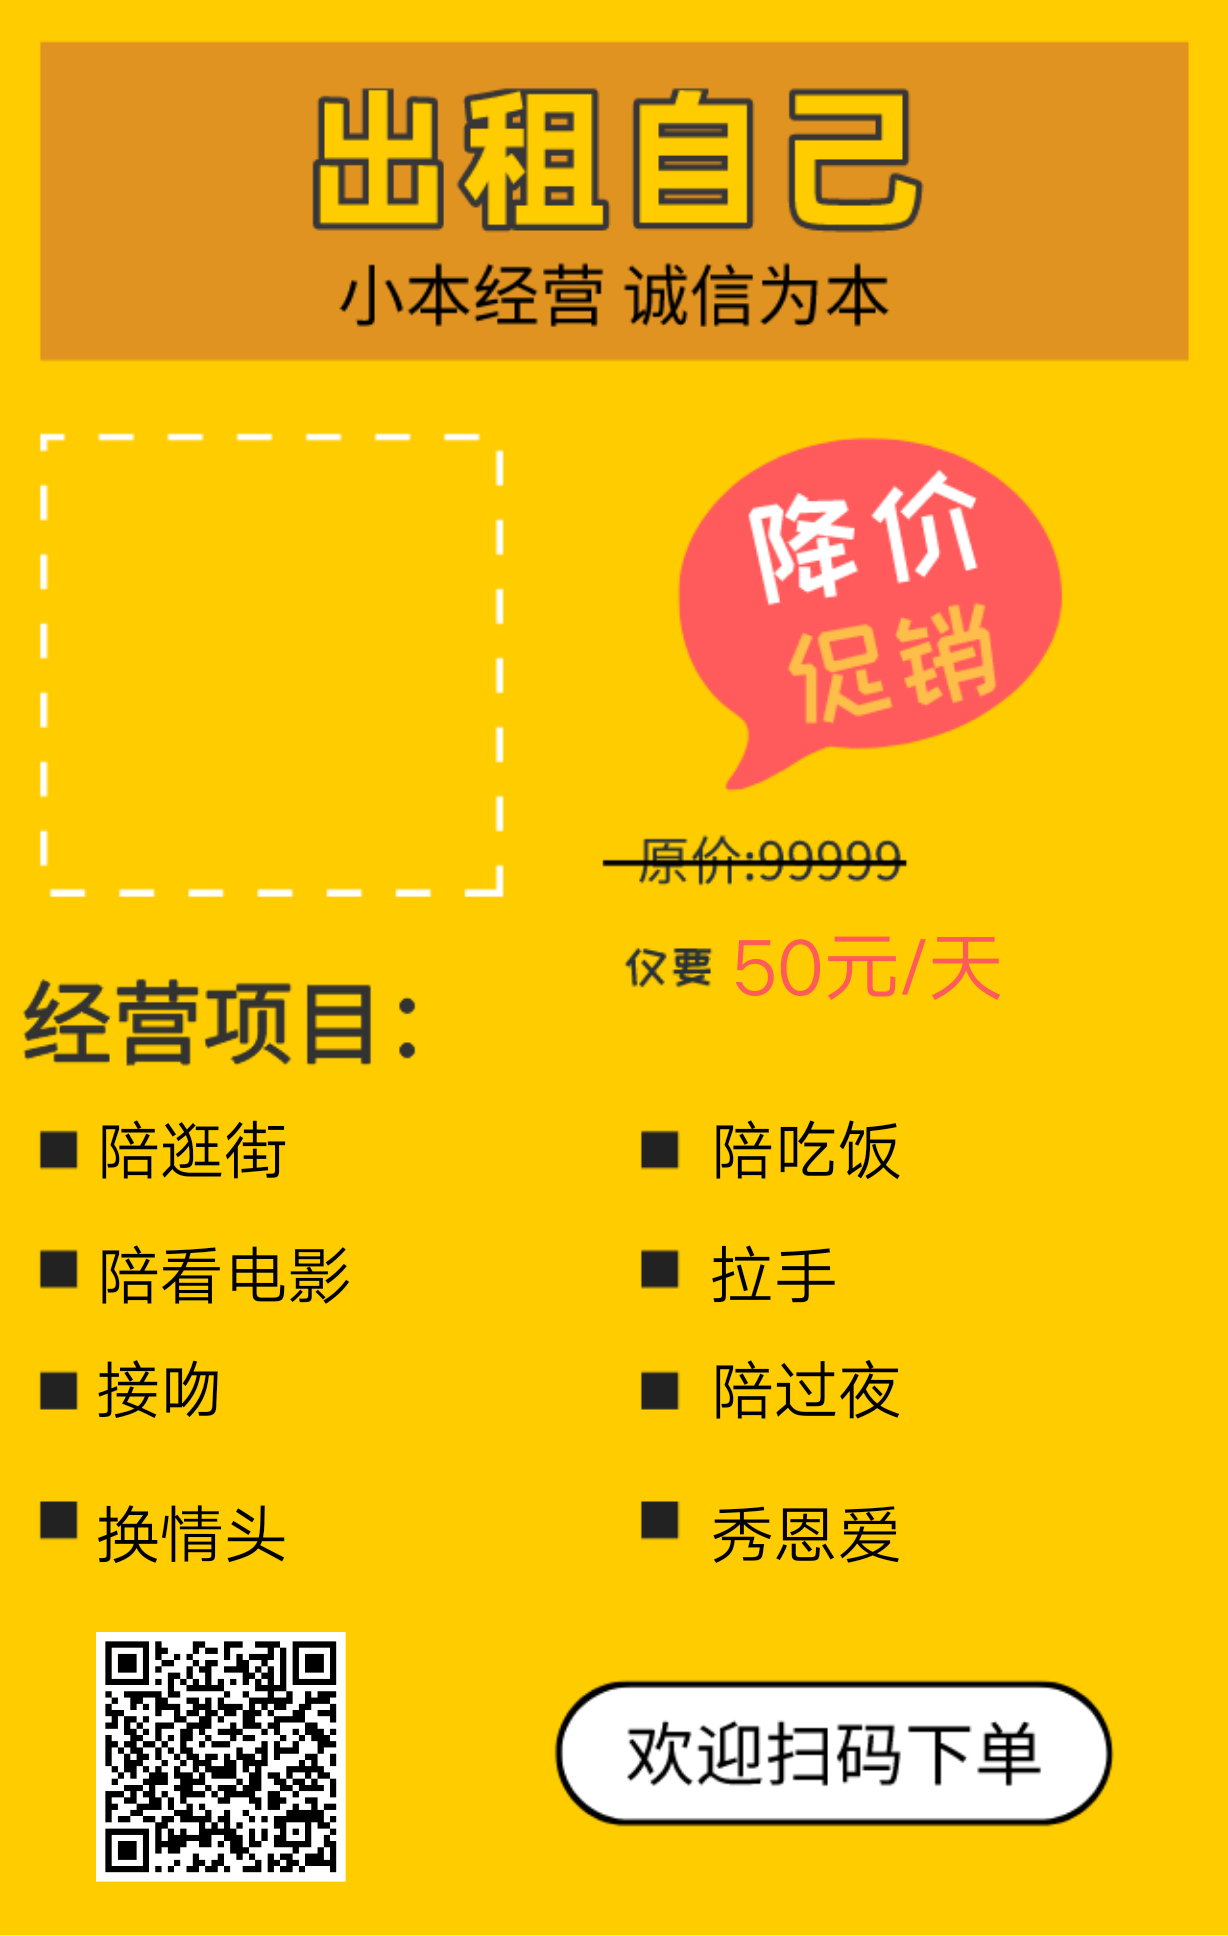 出租自己
小本经营 诚信为本
降价
促销
原价:99999
仅要 50元/天
经营项目：
陪逛街
陪吃饭
陪看电影
拉手
接吻
陪过夜
换情头
秀恩爱
欢迎扫码下单